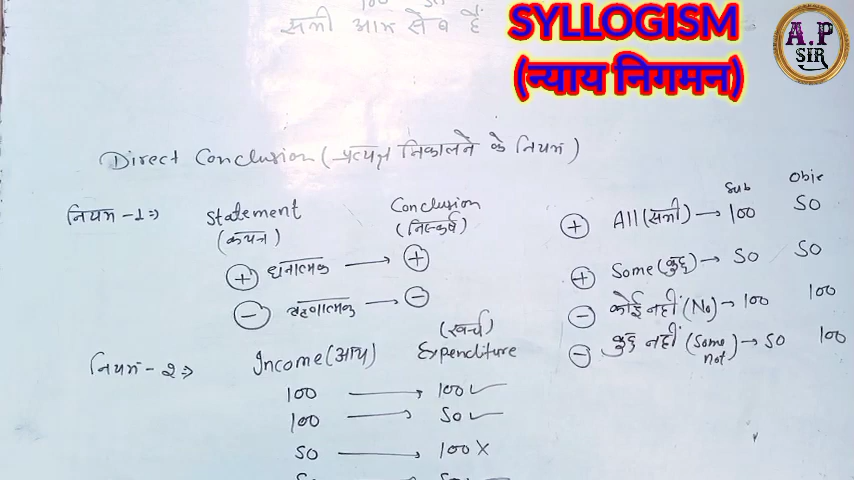 100 50
सभी आम सेब हैं
SYLLOGISM
(न्याय निगमन)
A.P
SIR
Direct Conclusion (प्रत्यक्ष निकालने के नियम)
नियम -1⇒ Statement Conclusion
(कथन) (निष्कर्ष)
+ धनात्मक → +
- ऋणात्मक → -
नियम - 2⇒ Income (आय) (खर्च) Expenditure
100 → 100 ✓
100 → 50 ✓
50 → 100 X
Sub Obje
+ All (सभी) → 100 50
+ Some (कुछ) → 50 50
- कोई नहीं (No) → 100 100
- कुछ नहीं (Some not) → 50 100